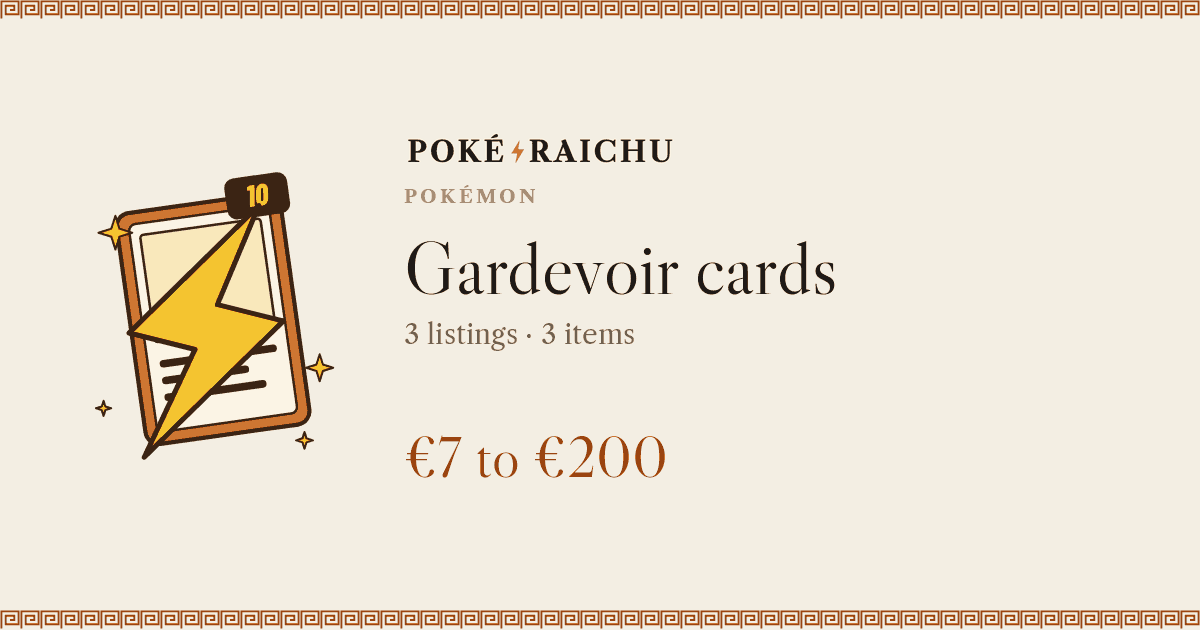 10
POKÉ RAICHU
POKÉMON
Gardevoir cards
3 listings · 3 items
€7 to €200